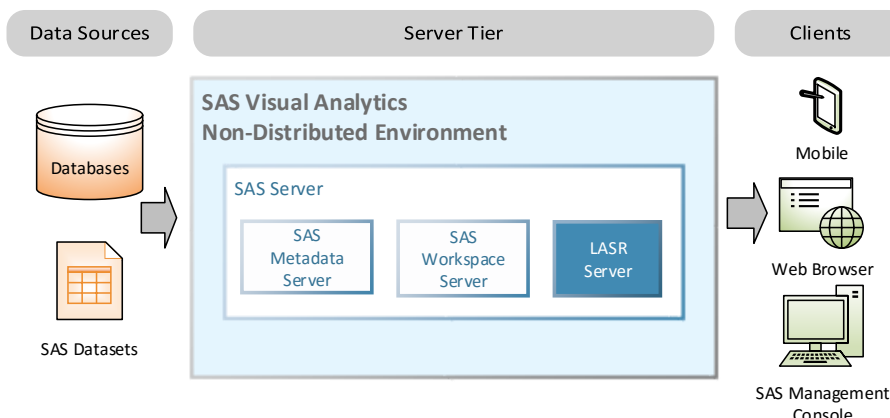 Data Sources
Server Tier
Clients
SAS Visual Analytics
Non-Distributed Environment
Databases
SAS Datasets
SAS Server
SAS
Metadata
Server
SAS
Workspace
Server
LASR
Server
Mobile
Web Browser
SAS Management
Console